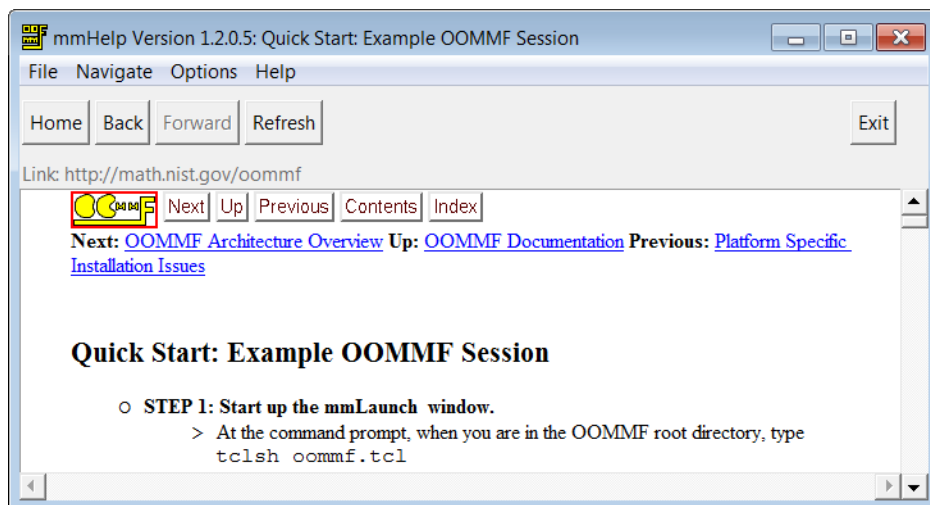 mmHelp Version 1.2.0.5: Quick Start: Example OOMMF Session
File Navigate Options Help
Home Back Forward Refresh Exit
Link: http://math.nist.gov/oommf
OOMMF Next Up Previous Contents Index
Next: OOMMF Architecture Overview Up: OOMMF Documentation Previous: Platform Specific
Installation Issues
Quick Start: Example OOMMF Session
STEP 1: Start up the mmLaunch window.
> At the command prompt, when you are in the OOMMF root directory, type
tclsh oommf.tcl